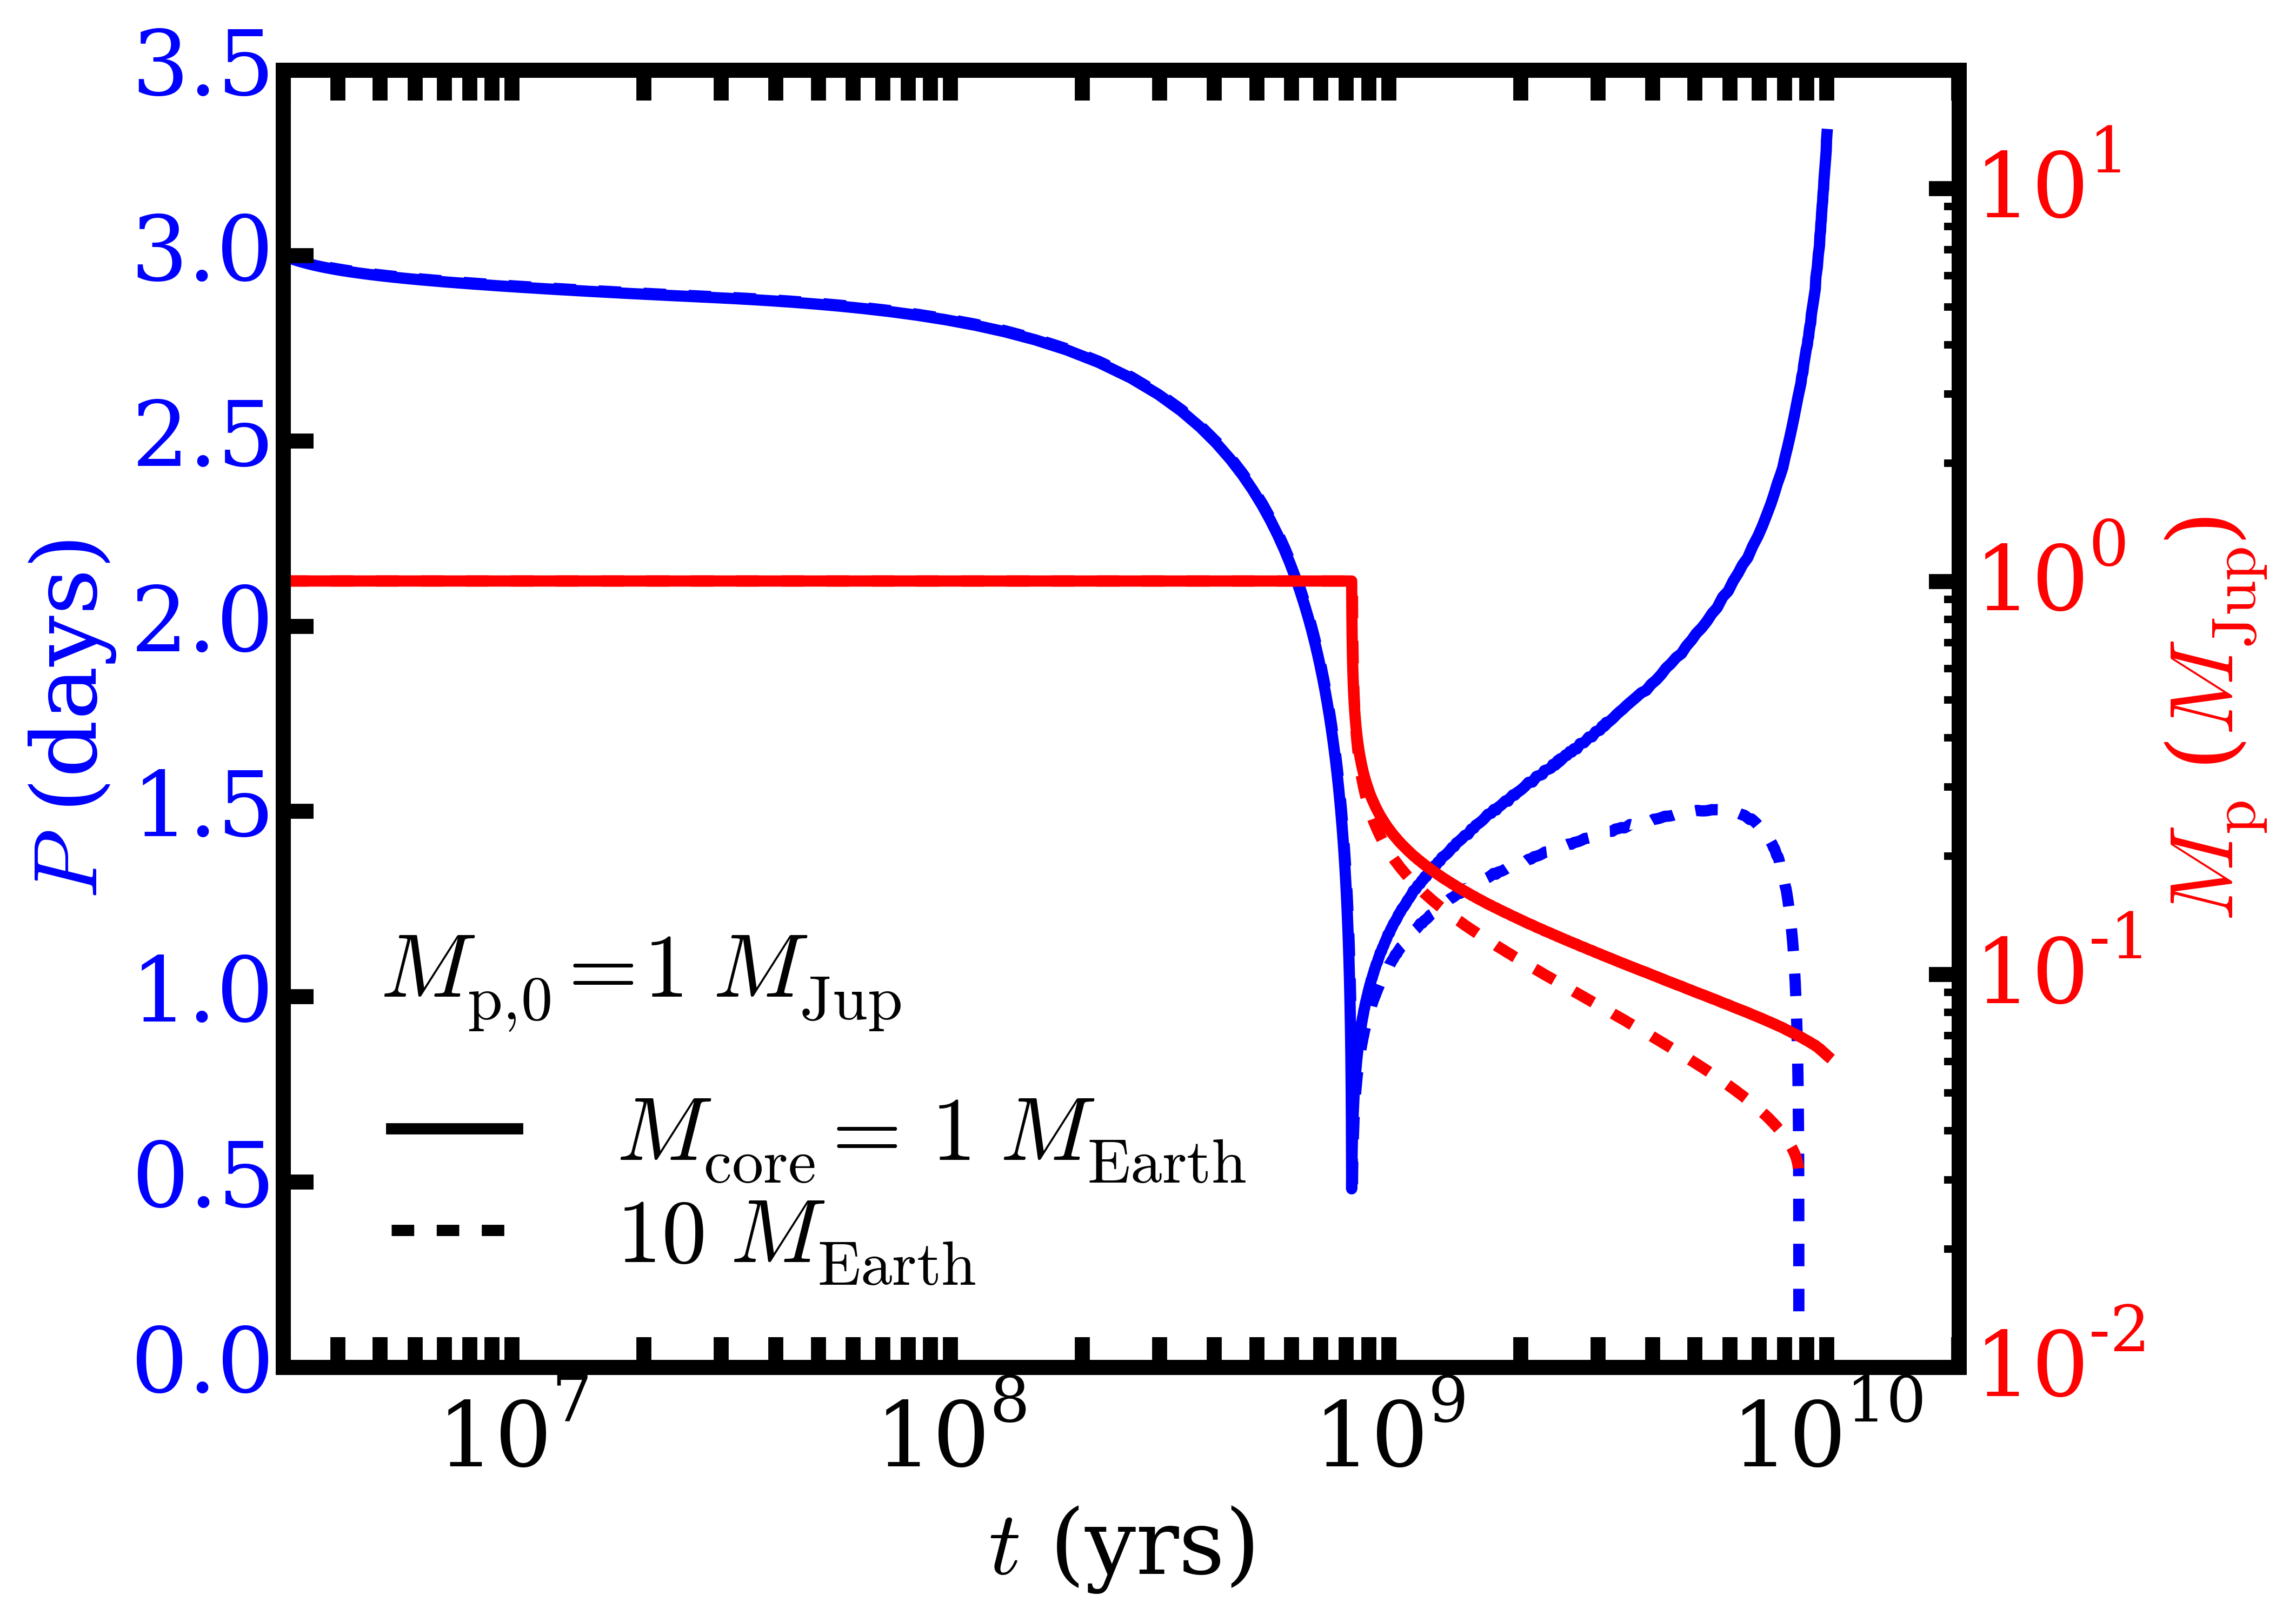 3.5
3.0
2.5
2.0
1.5
1.0
0.5
0.0
P (days)
10^1
10^0
10^-1
10^-2
M_p (M_Jup)
M_p,0 = 1 M_Jup
M_core = 1 M_Earth
10 M_Earth
10^7 10^8 10^9 10^10
t (yrs)